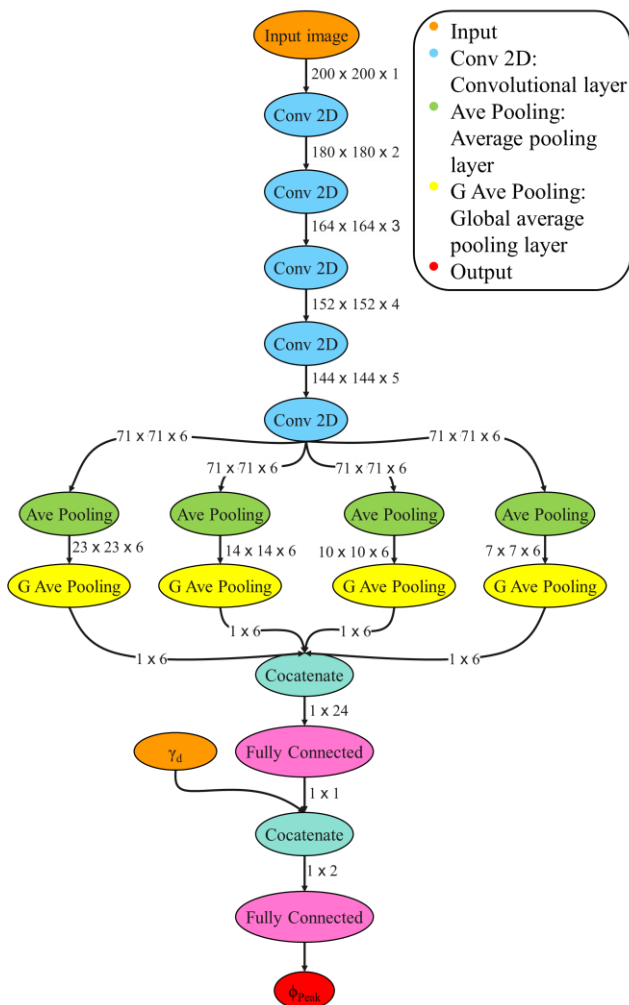 Input image
200 x 200 x 1
Conv 2D
180 x 180 x 2
Conv 2D
164 x 164 x 3
Conv 2D
152 x 152 x 4
Conv 2D
144 x 144 x 5
Conv 2D
71 x 71 x 6
71 x 71 x 6
71 x 71 x 6
71 x 71 x 6
Ave Pooling
Ave Pooling
Ave Pooling
Ave Pooling
23 x 23 x 6
14 x 14 x 6
10 x 10 x 6
7 x 7 x 6
G Ave Pooling
G Ave Pooling
G Ave Pooling
G Ave Pooling
1 x 6
1 x 6
1 x 6
1 x 6
Cocatenate
1 x 24
γd
Fully Connected
1 x 1
Cocatenate
1 x 2
Fully Connected
ϕPeak
Input
Conv 2D:
Convolutional layer
Ave Pooling:
Average pooling
layer
G Ave Pooling:
Global average
pooling layer
Output